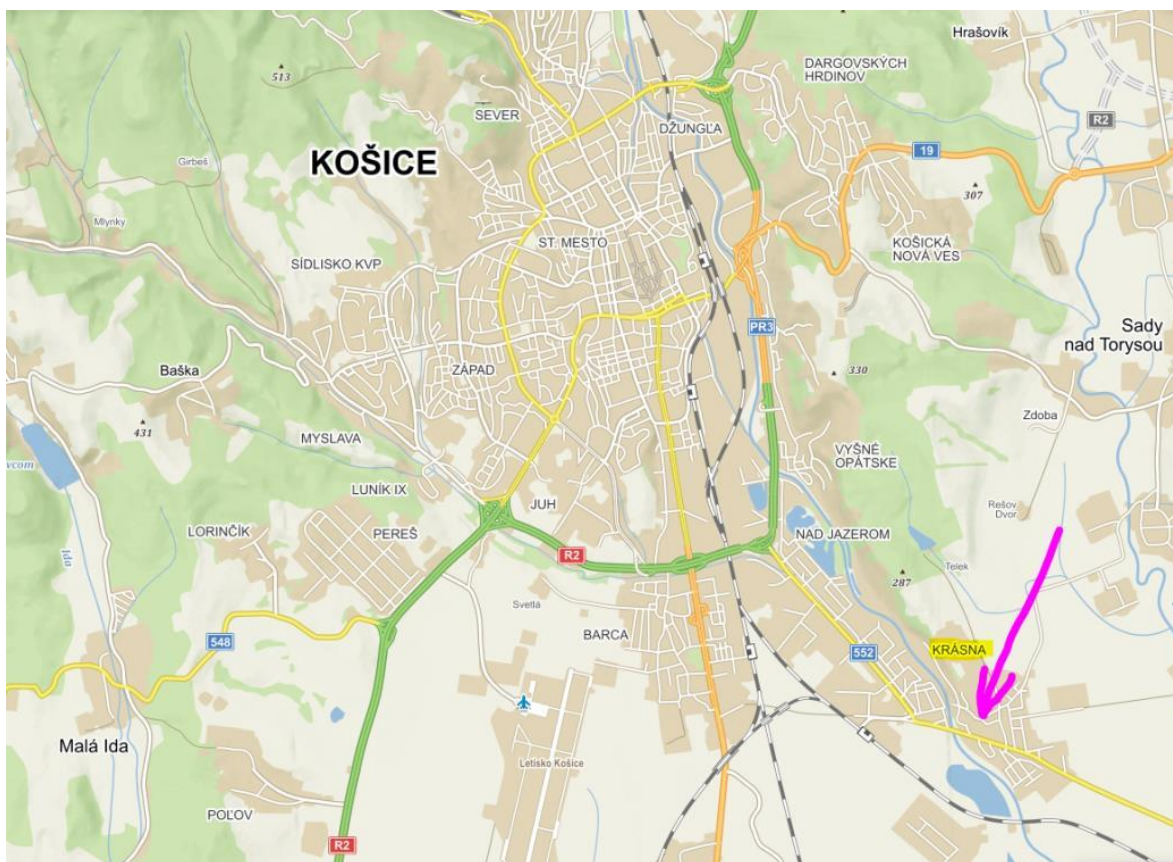 Hrašovík
513
DARGOVSKÝCH
HRDINOV
SEVER
R2
DŽUNGĽA
KOŠICE
19
Girbeš
307
Mlynky
ST. MESTO
KOŠICKÁ
NOVÁ VES
SÍDLISKO KVP
PR3
Sady
nad Torysou
Baška
ZÁPAD
330
Zdoba
431
MYSLAVA
VYŠNÉ
OPÁTSKE
LUNÍK IX
JUH
Rešov
Dvor
LORINČÍK
PEREŠ
NAD JAZEROM
Ida
R2
Telek
287
Svetlá
548
BARCA
552
KRÁSNA
Malá Ida
Letisko Košice
POĽOV
R2